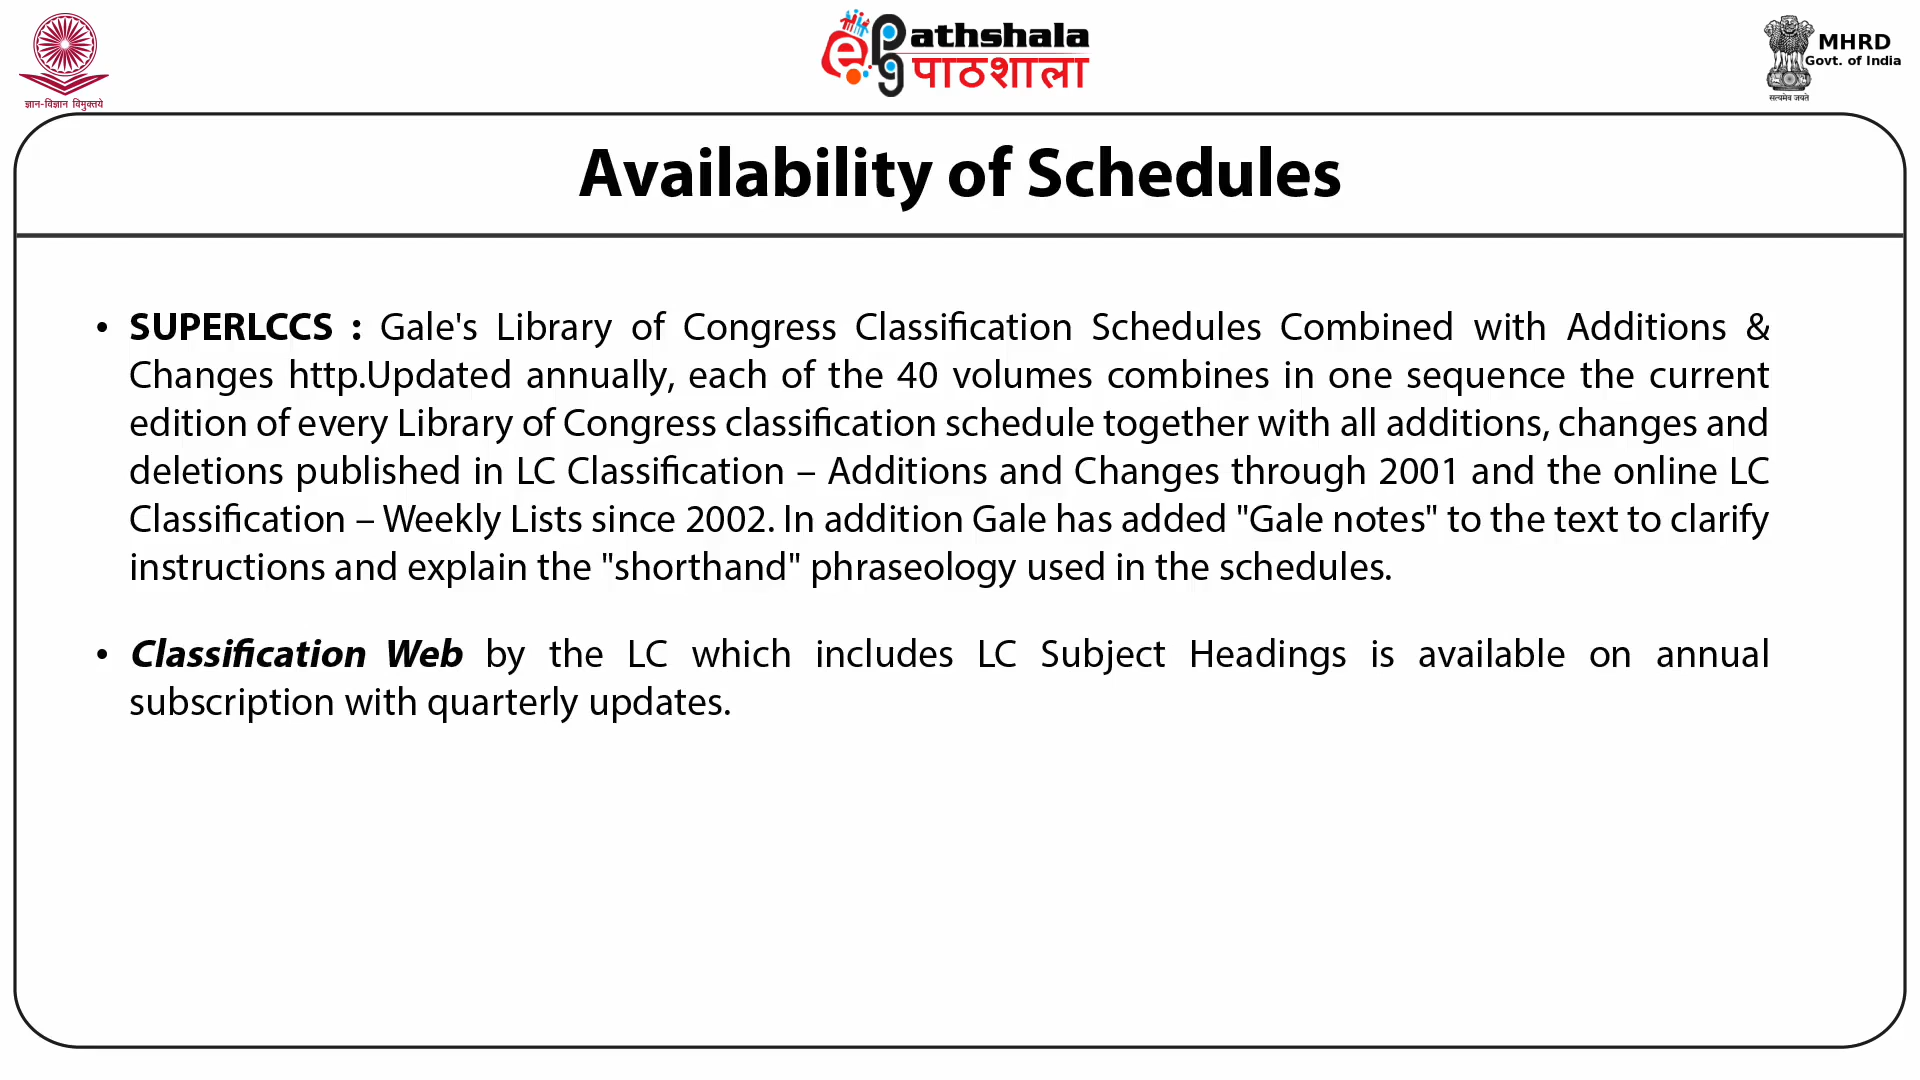 ज्ञान-विज्ञान विमुक्तये
ePathshala
पाठशाला
MHRD
Govt. of India
सत्यमेव जयते
Availability of Schedules
• SUPERLCCS : Gale's Library of Congress Classification Schedules Combined with Additions &
Changes http.Updated annually, each of the 40 volumes combines in one sequence the current
edition of every Library of Congress classification schedule together with all additions, changes and
deletions published in LC Classification – Additions and Changes through 2001 and the online LC
Classification – Weekly Lists since 2002. In addition Gale has added "Gale notes" to the text to clarify
instructions and explain the "shorthand" phraseology used in the schedules.
• Classification Web by the LC which includes LC Subject Headings is available on annual
subscription with quarterly updates.